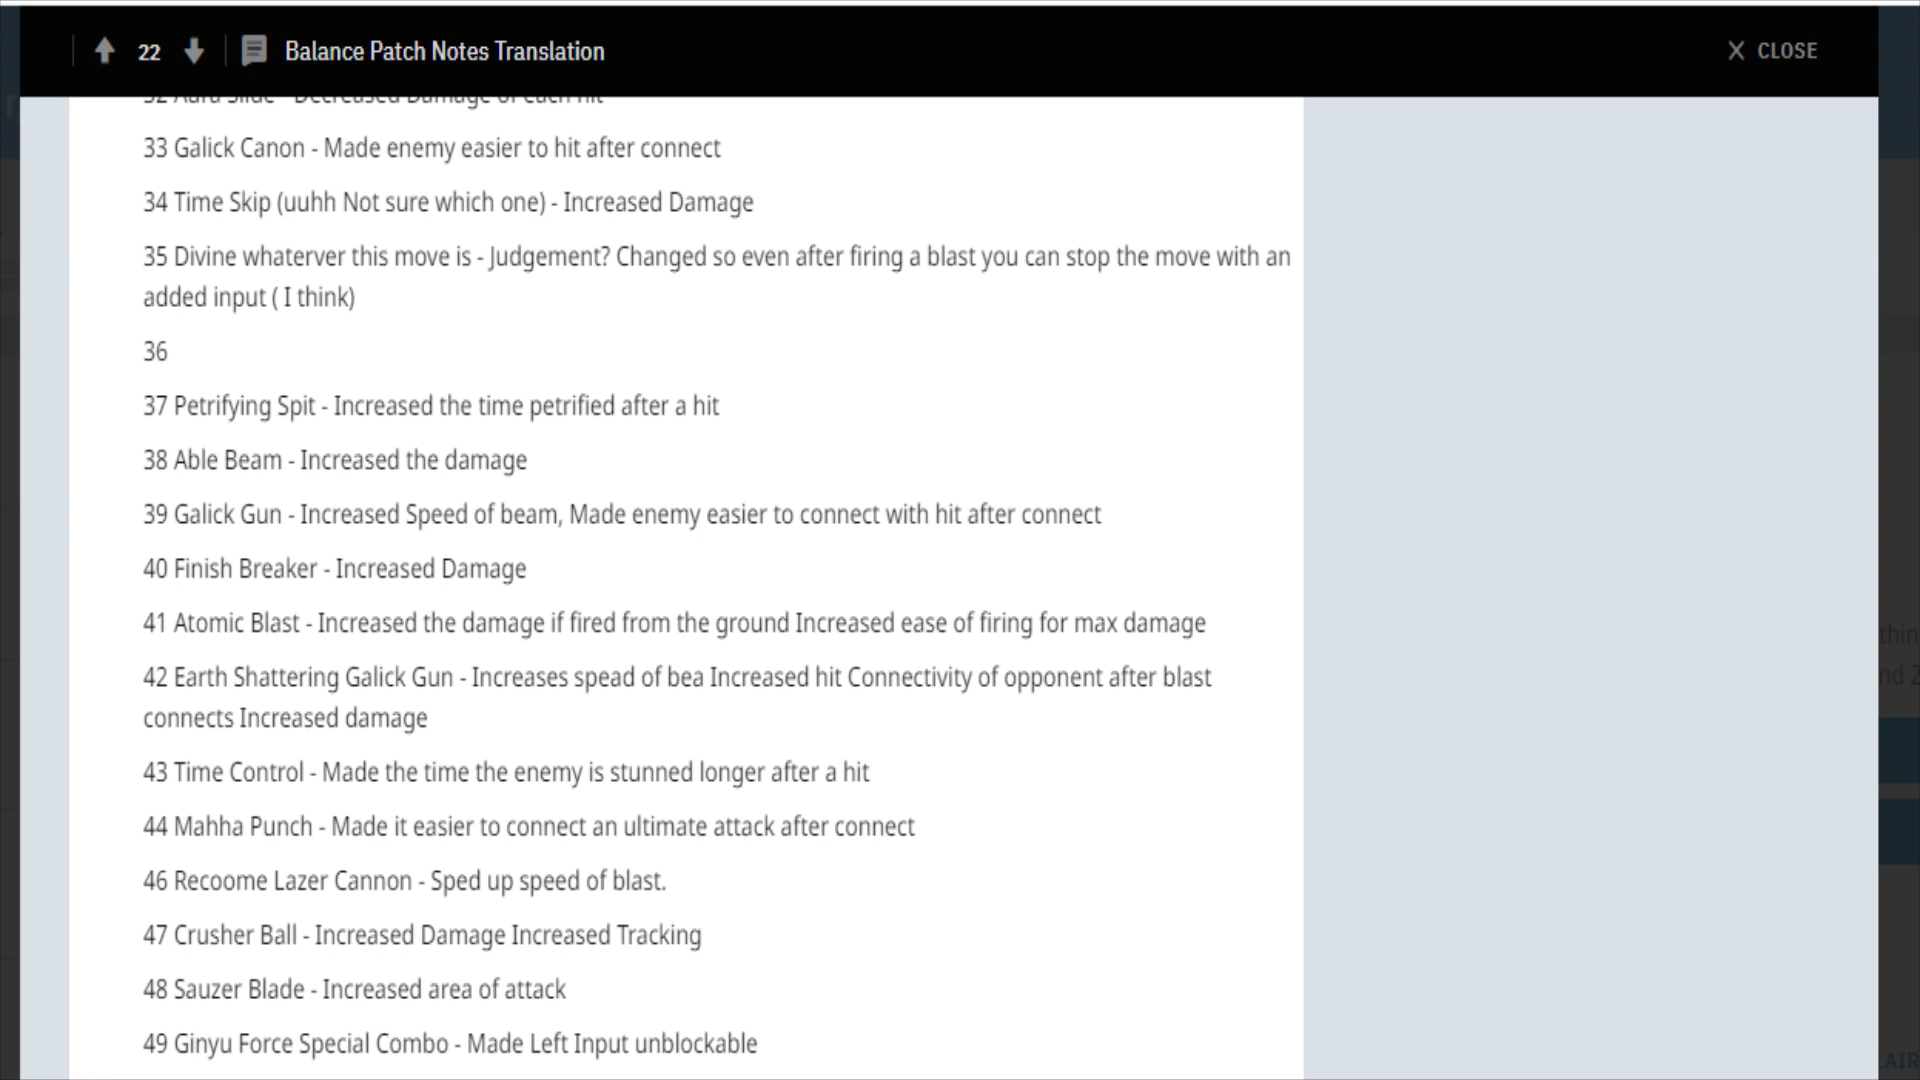 22
Balance Patch Notes Translation
CLOSE
32 Aura Slide - Decreased Damage of each hit
33 Galick Canon - Made enemy easier to hit after connect
34 Time Skip (uuhh Not sure which one) - Increased Damage
35 Divine whaterver this move is - Judgement? Changed so even after firing a blast you can stop the move with an
added input ( I think)
36
37 Petrifying Spit - Increased the time petrified after a hit
38 Able Beam - Increased the damage
39 Galick Gun - Increased Speed of beam, Made enemy easier to connect with hit after connect
40 Finish Breaker - Increased Damage
41 Atomic Blast - Increased the damage if fired from the ground Increased ease of firing for max damage
42 Earth Shattering Galick Gun - Increases spead of bea Increased hit Connectivity of opponent after blast
connects Increased damage
43 Time Control - Made the time the enemy is stunned longer after a hit
44 Mahha Punch - Made it easier to connect an ultimate attack after connect
46 Recoome Lazer Cannon - Sped up speed of blast.
47 Crusher Ball - Increased Damage Increased Tracking
48 Sauzer Blade - Increased area of attack
49 Ginyu Force Special Combo - Made Left Input unblockable